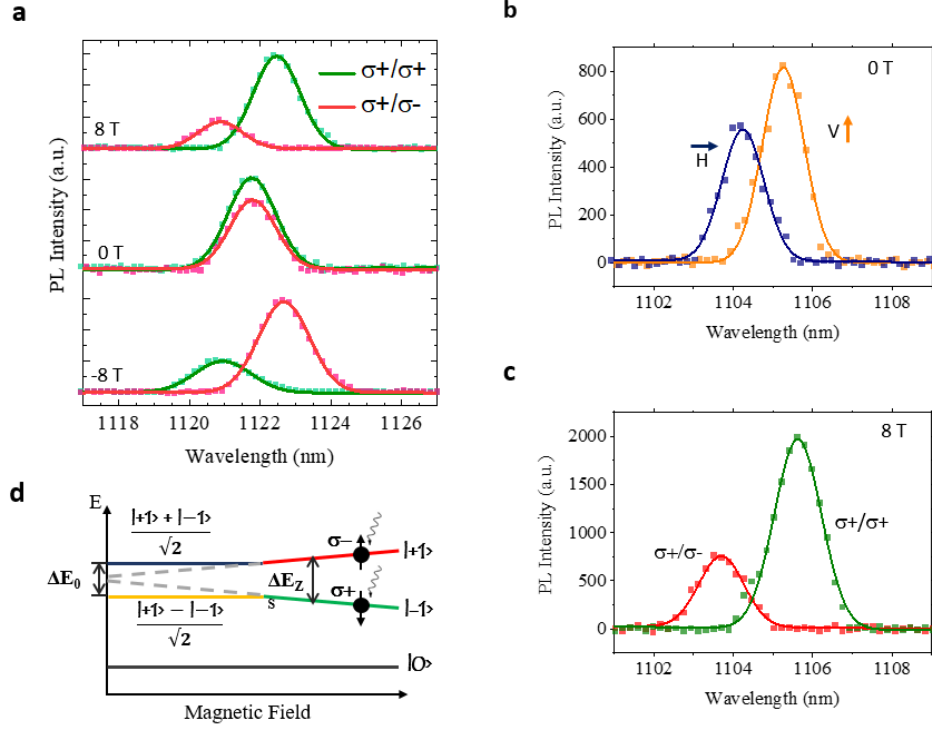 a
σ+/σ+
σ+/σ-
8 T
0 T
-8 T
PL Intensity (a.u.)
1118 1120 1122 1124 1126
Wavelength (nm)
b
0 T
800
600
400
200
0
H
V
PL Intensity (a.u.)
1102 1104 1106 1108
Wavelength (nm)
c
8 T
2000
1500
1000
500
0
σ+/σ-
σ+/σ+
PL Intensity (a.u.)
1102 1104 1106 1108
Wavelength (nm)
d
E
|+1> + |-1>
√2
ΔE₀
|+1> - |-1>
√2
s
ΔE_Z
σ-
σ+
|+1>
|-1>
|0>
Magnetic Field